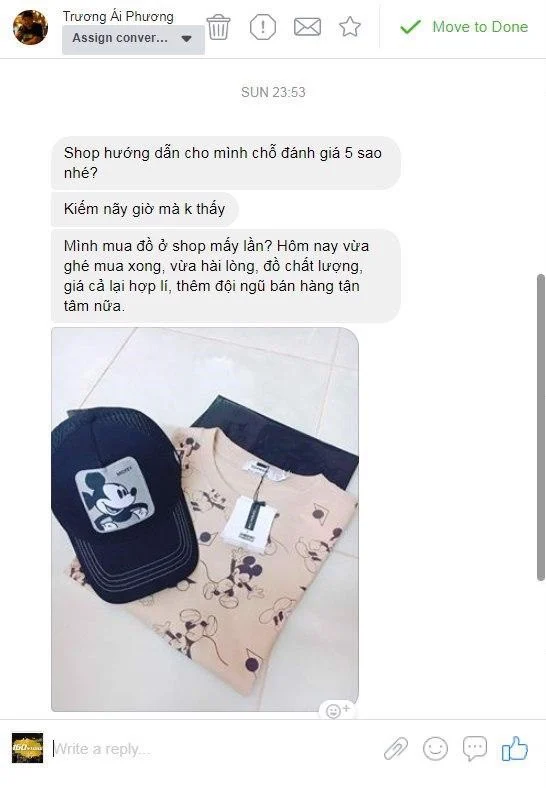 Trương Ái Phương
Assign conver...
Move to Done
SUN 23:53
Shop hướng dẫn cho mình chỗ đánh giá 5 sao
nhé?
Kiếm nãy giờ mà k thấy
Mình mua đồ ở shop mấy lần? Hôm nay vừa
ghé mua xong, vừa hài lòng, đồ chất lượng,
giá cả lại hợp lí, thêm đội ngũ bán hàng tận
tâm nữa.
MICKEY
Write a reply...